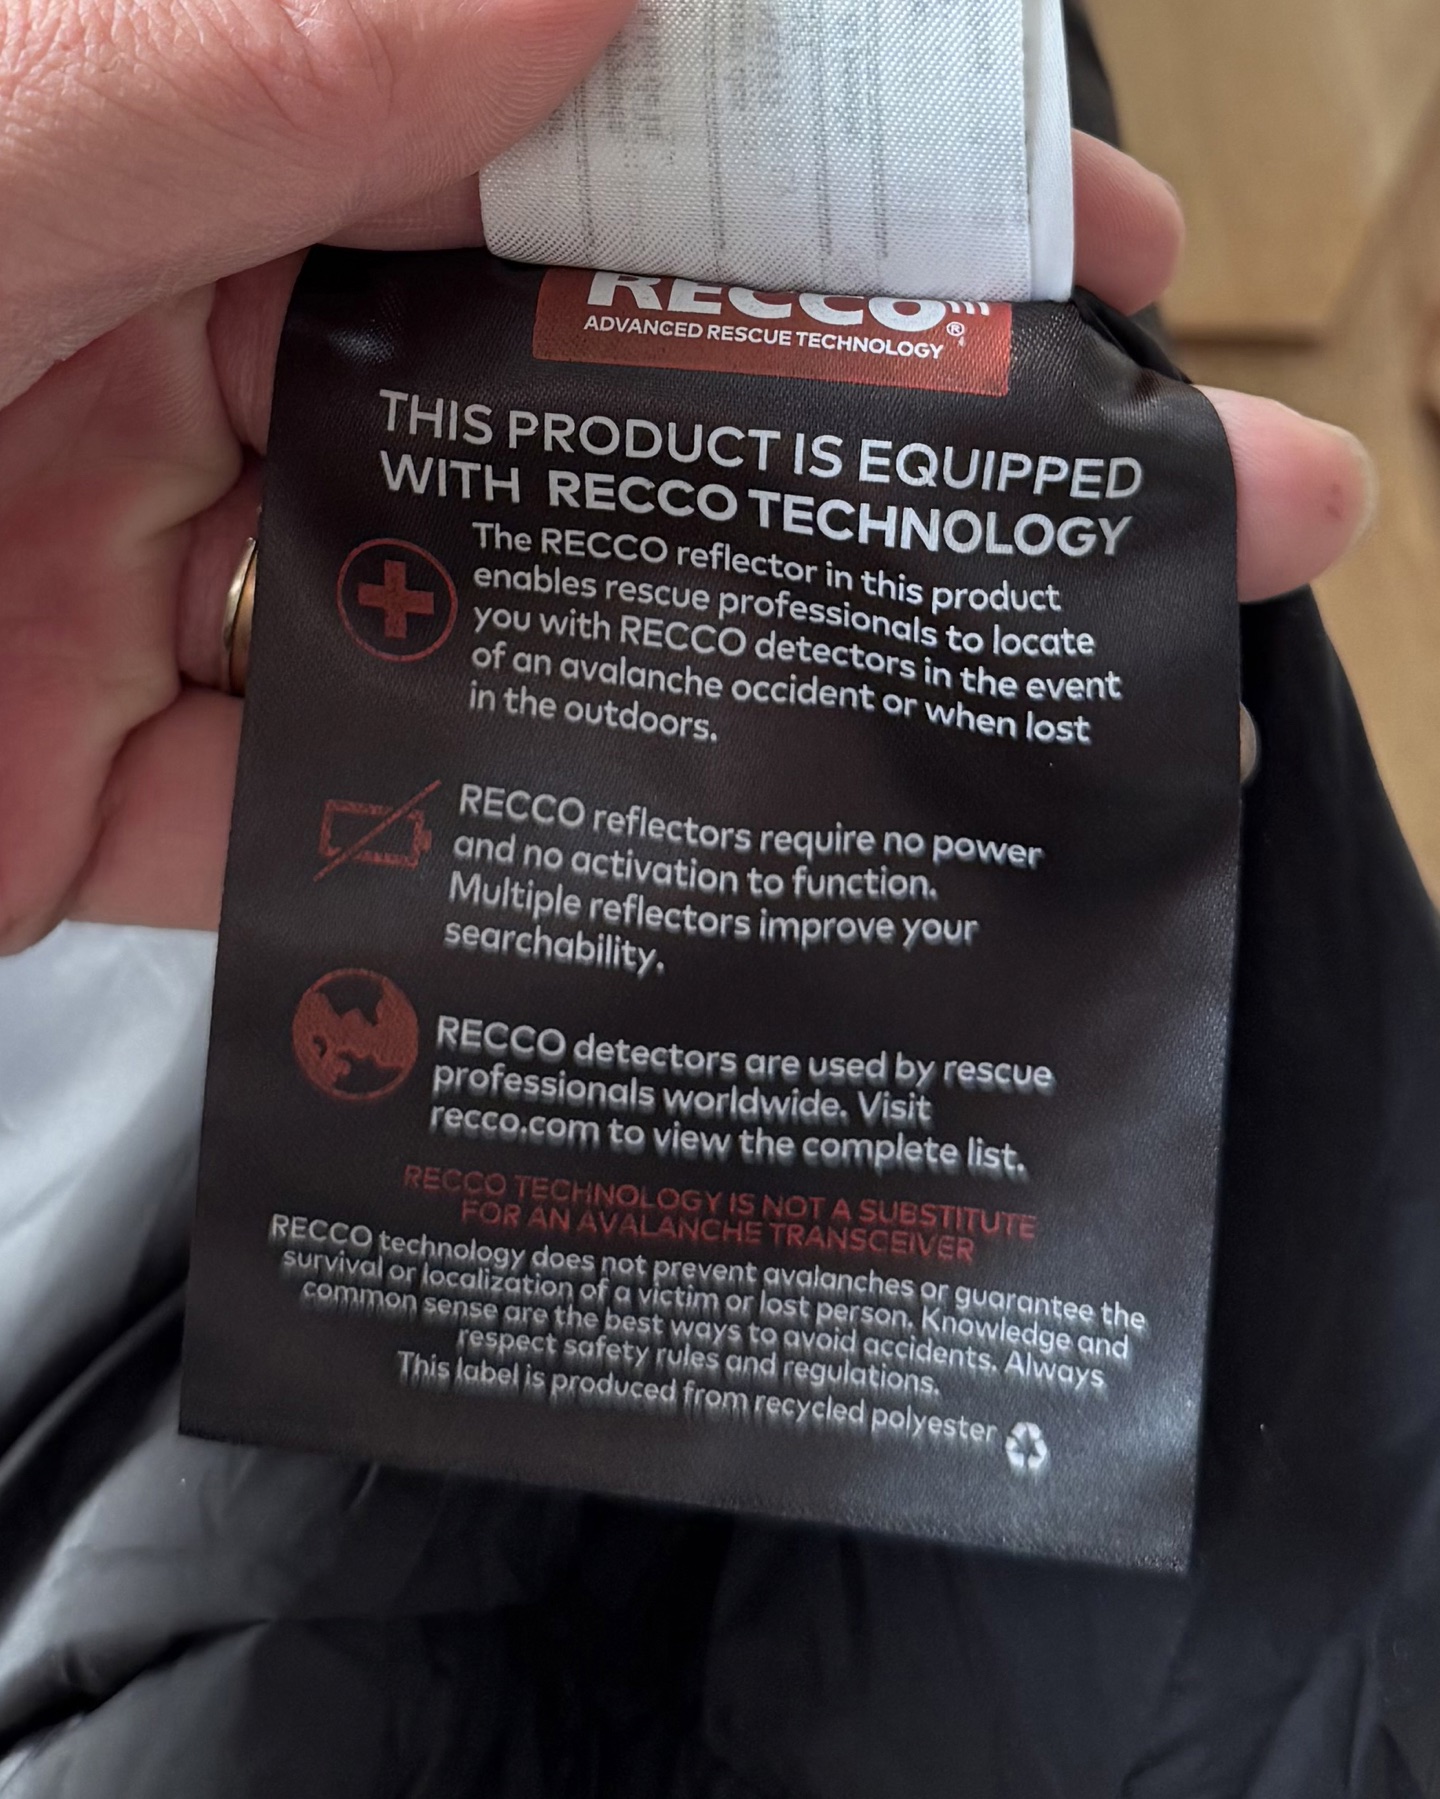 RECCO
ADVANCED RESCUE TECHNOLOGY ®
THIS PRODUCT IS EQUIPPED
WITH RECCO TECHNOLOGY
The RECCO reflector in this product
enables rescue professionals to locate
you with RECCO detectors in the event
of an avalanche occident or when lost
in the outdoors.
RECCO reflectors require no power
and no activation to function.
Multiple reflectors improve your
searchability.
RECCO detectors are used by rescue
professionals worldwide. Visit
recco.com to view the complete list.
RECCO TECHNOLOGY IS NOT A SUBSTITUTE
FOR AN AVALANCHE TRANSCEIVER
RECCO technology does not prevent avalanches or guarantee the
survival or localization of a victim or lost person. Knowledge and
common sense are the best ways to avoid accidents. Always
respect safety rules and regulations.
This label is produced from recycled polyester